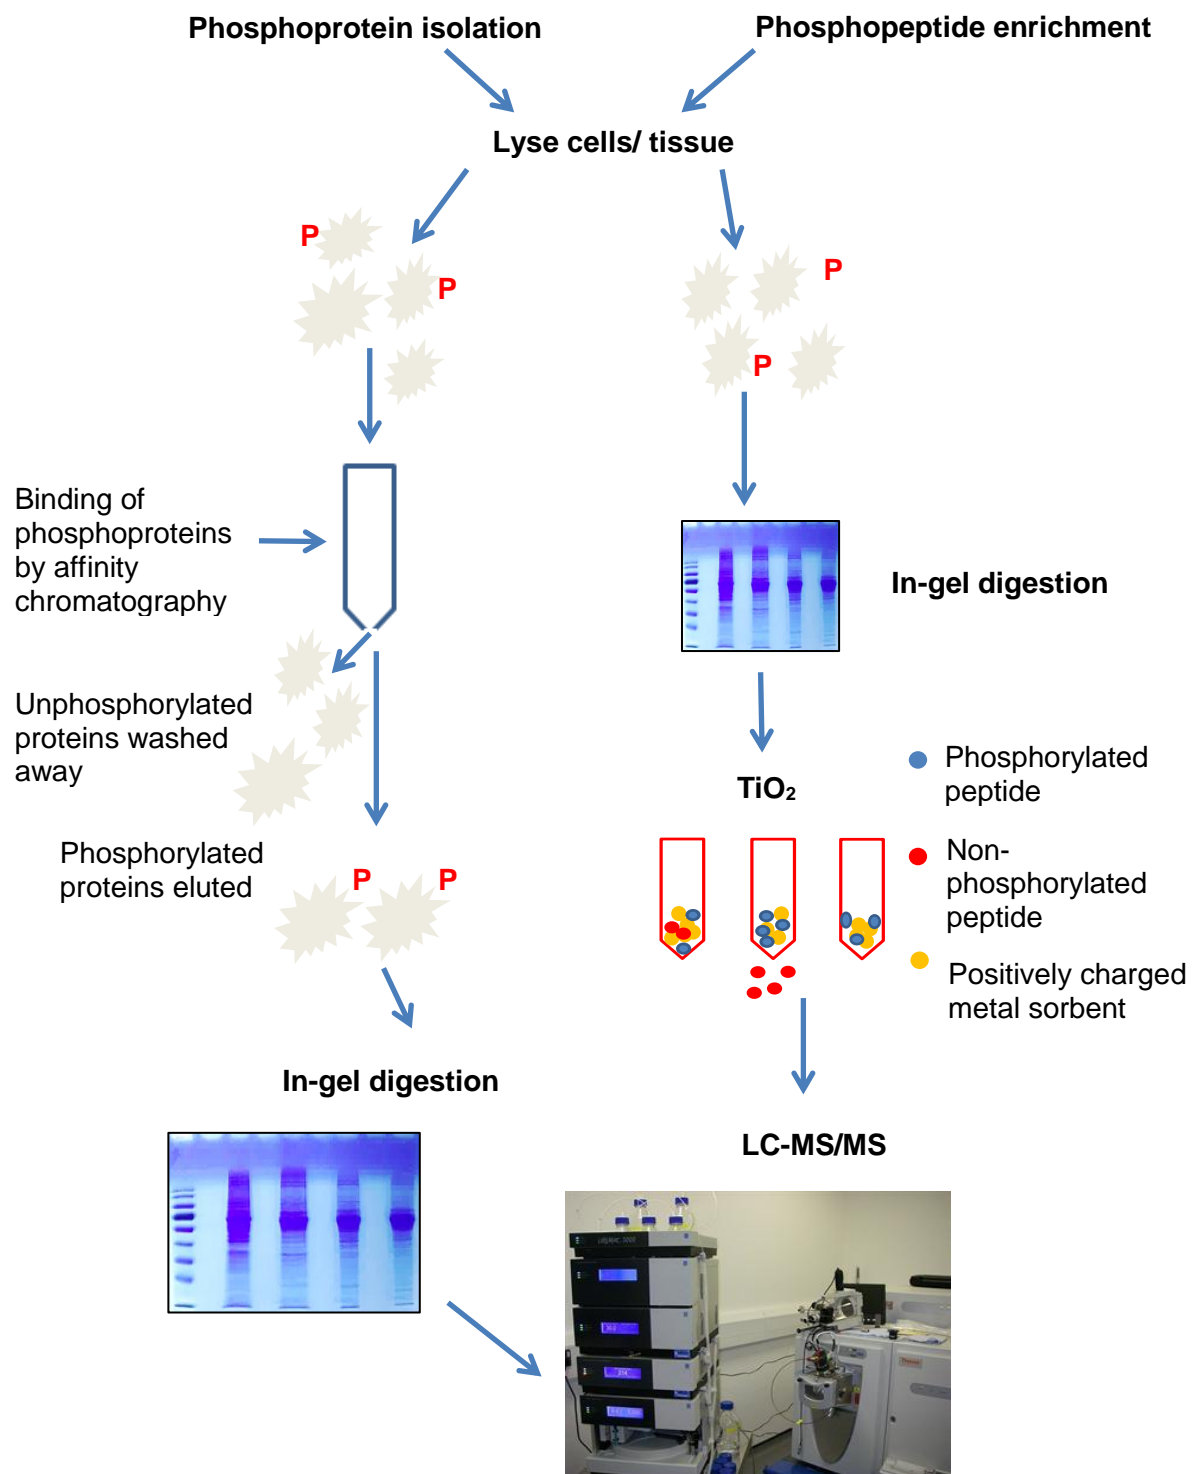 Phosphoprotein isolation
Phosphopeptide enrichment
Lyse cells/ tissue
P
P
P
P
Binding of
phosphoproteins
by affinity
chromatography
In-gel digestion
Unphosphorylated
proteins washed
away
TiO₂
Phosphorylated
peptide
Non-
phosphorylated
peptide
Positively charged
metal sorbent
Phosphorylated
proteins eluted
P
P
In-gel digestion
LC-MS/MS